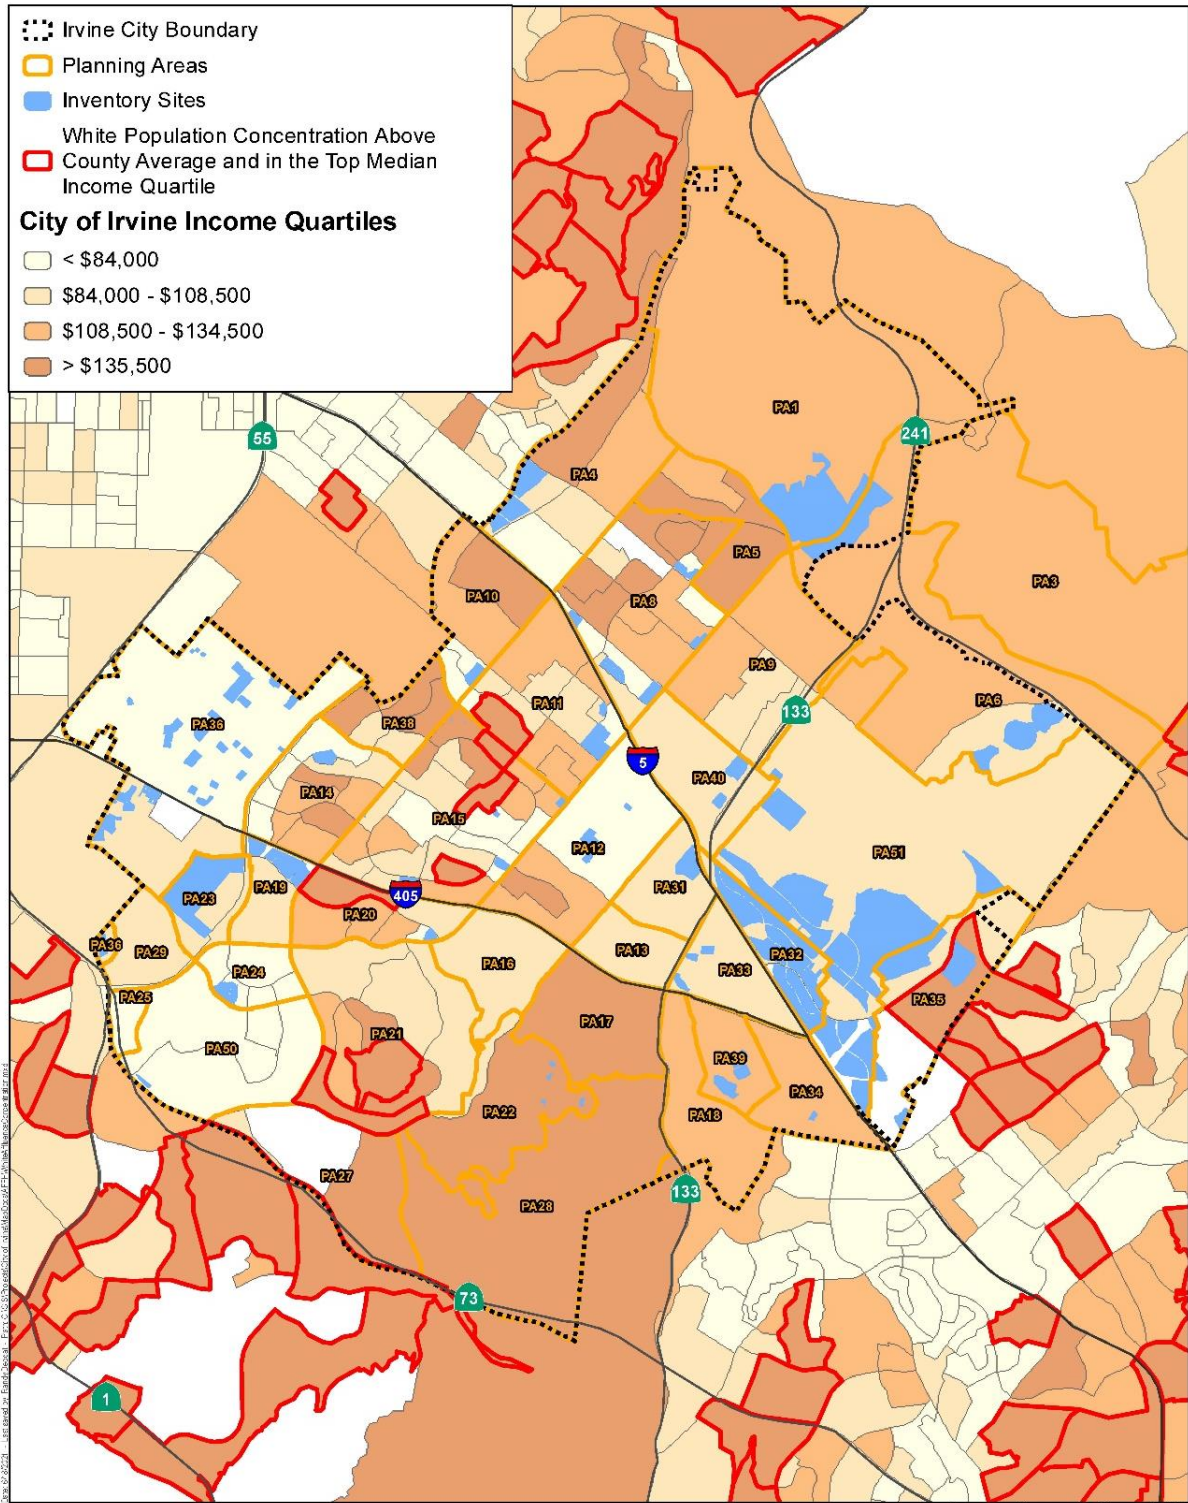 Irvine City Boundary
Planning Areas
Inventory Sites
White Population Concentration Above
County Average and in the Top Median
Income Quartile
City of Irvine Income Quartiles
< $84,000
$84,000 - $108,500
$108,500 - $134,500
> $135,500
PA1
55
241
PA4
PA5
PA3
PA10
PA8
PA9
PA6
PA11
133
PA36
PA38
5
PA40
PA14
PA15
PA12
PA51
PA31
405
PA23
PA19
PA20
PA36
PA29
PA16
PA13
PA32
PA24
PA33
PA25
PA35
PA17
PA21
PA50
PA39
PA34
PA22
PA18
PA27
133
PA28
73
1